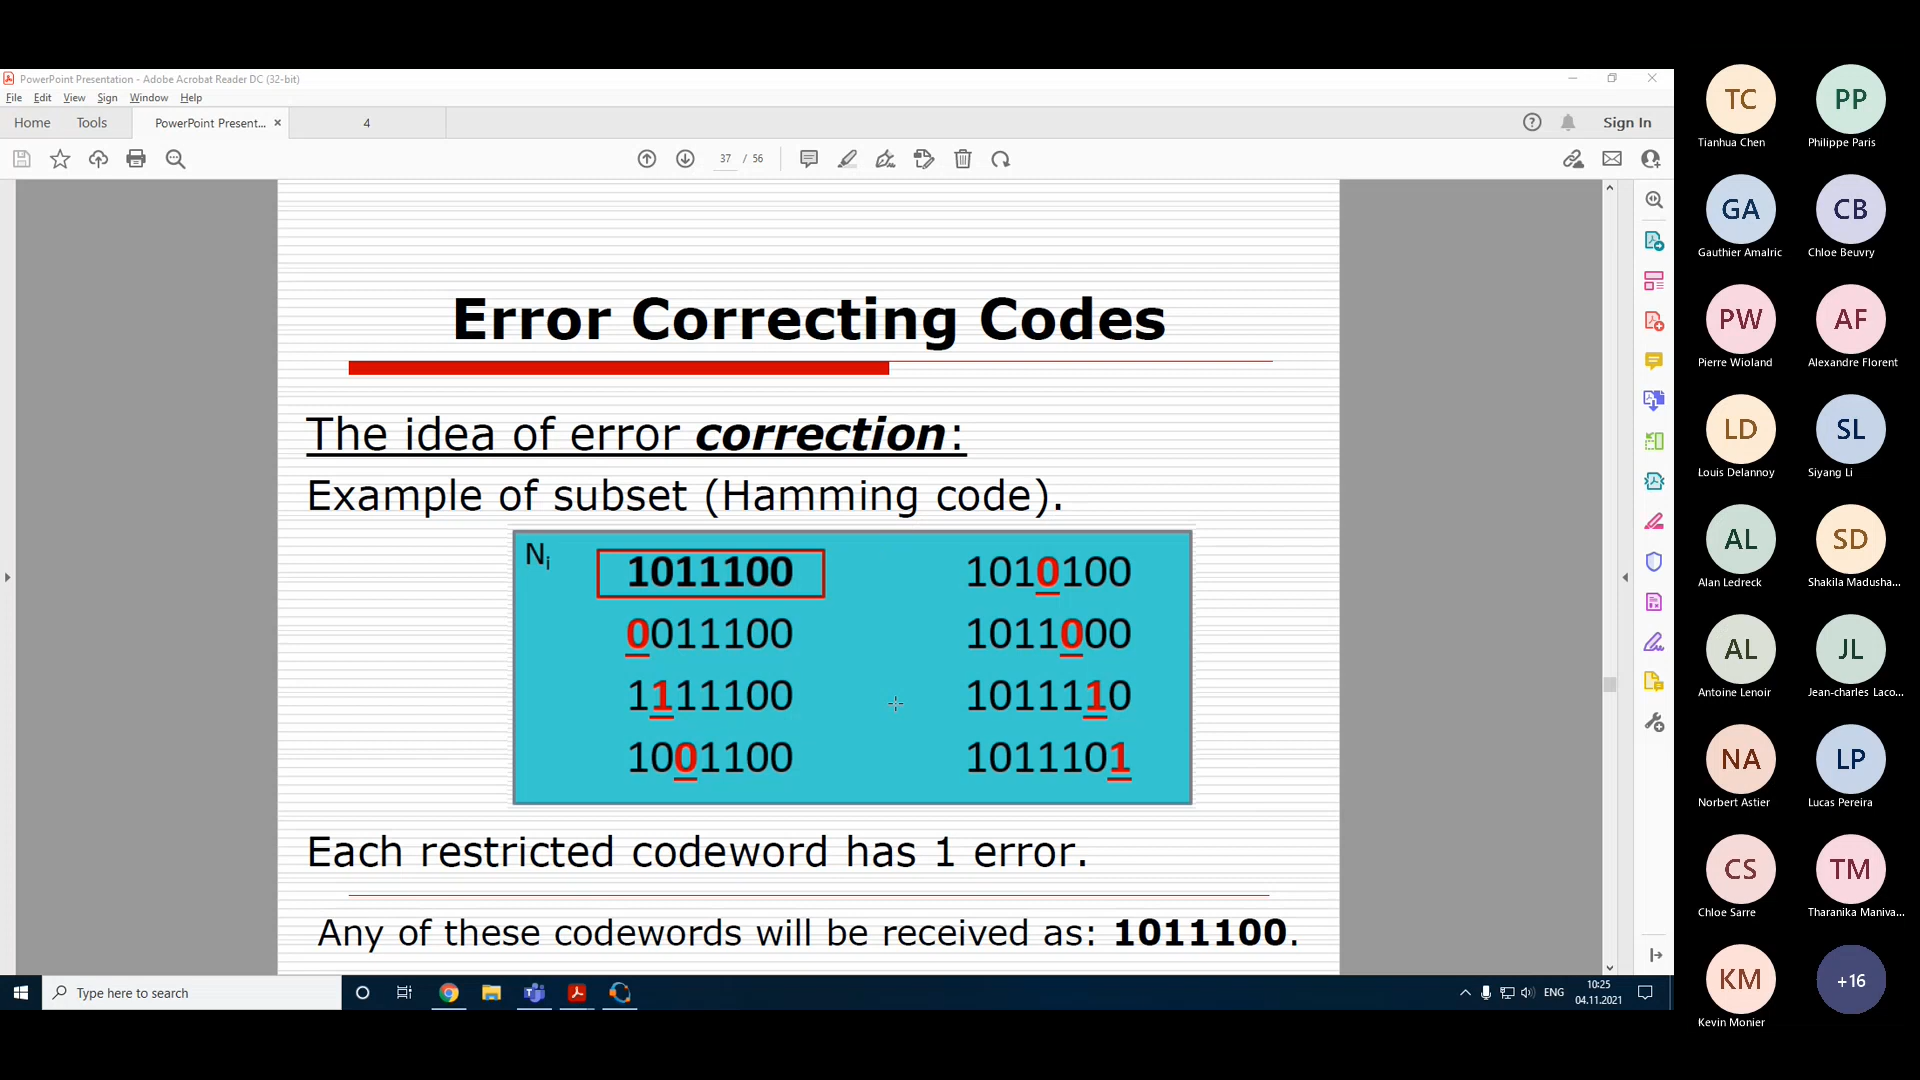 PowerPoint Presentation - Adobe Acrobat Reader DC (32-bit)
File Edit View Sign Window Help
Home Tools PowerPoint Present... × 4 Sign In
37 / 56
Error Correcting Codes
The idea of error correction:
Example of subset (Hamming code).
Ni
1011100 1010100
0011100 1011000
1111100 1011110
1001100 1011101
Each restricted codeword has 1 error.
Any of these codewords will be received as: 1011100.
Type here to search
ENG
10:25
04.11.2021
TC PP
Tianhua Chen Philippe Paris
GA CB
Gauthier Amalric Chloe Beuvry
PW AF
Pierre Wioland Alexandre Florent
LD SL
Louis Delannoy Siyang Li
AL SD
Alan Ledreck Shakila Madusha...
AL JL
Antoine Lenoir Jean-charles Laco...
NA LP
Norbert Astier Lucas Pereira
CS TM
Chloe Sarre Tharanika Maniva...
KM +16
Kevin Monier